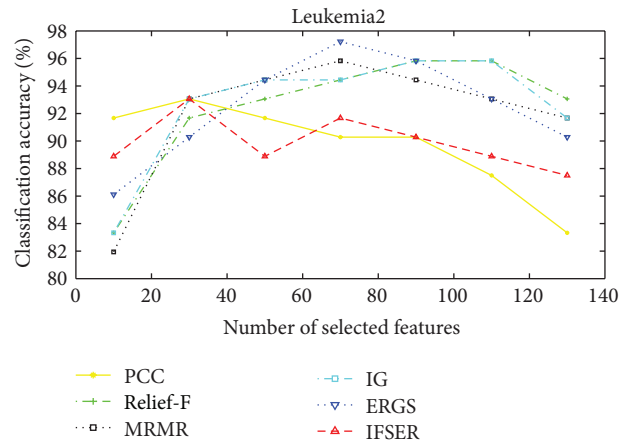 Leukemia2
Classification accuracy (%)
98
96
94
92
90
88
86
84
82
80
0 20 40 60 80 100 120 140
Number of selected features
PCC
Relief-F
MRMR
IG
ERGS
IFSER